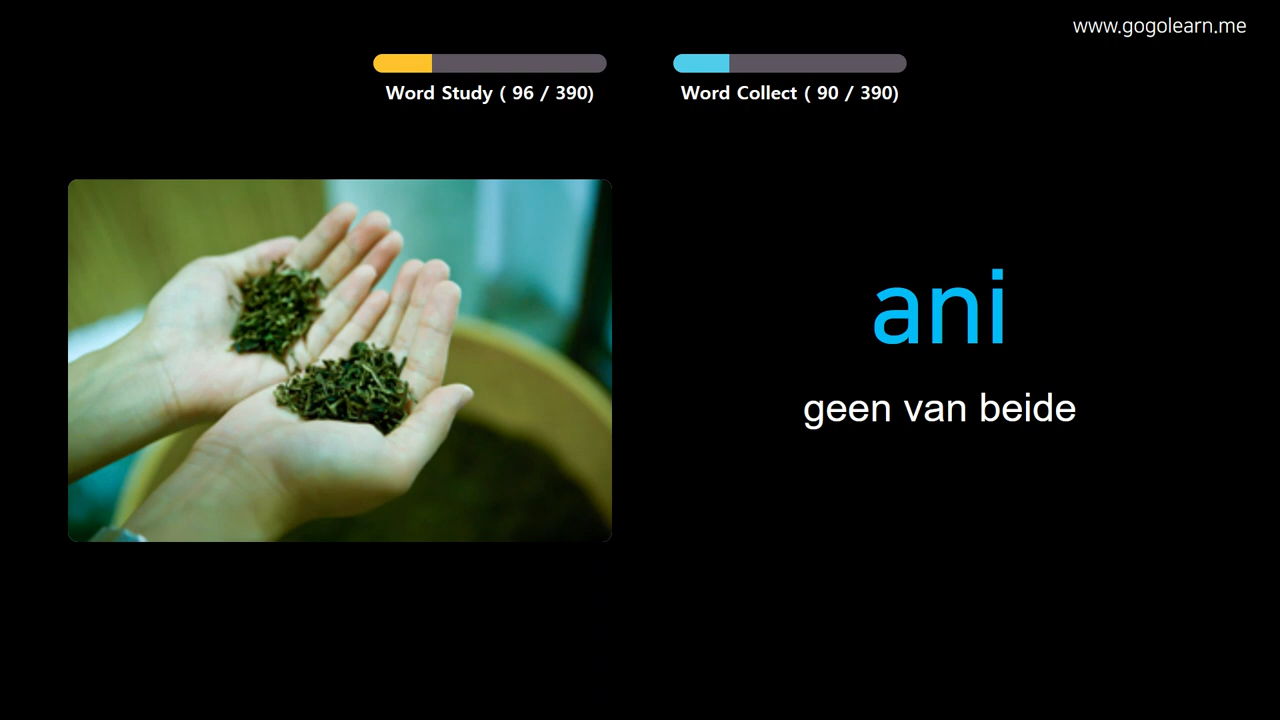 www.gogolearn.me
Word Study ( 96 / 390)
Word Collect ( 90 / 390)
ani
geen van beide